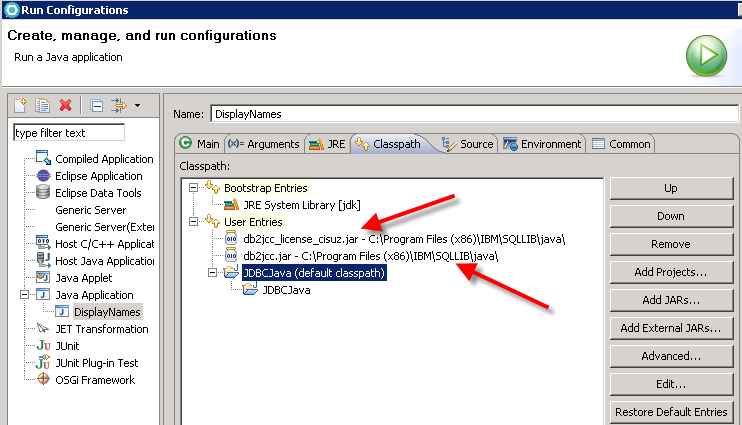 Run Configurations
Create, manage, and run configurations
Run a Java application
type filter text
Compiled Application
Eclipse Application
Eclipse Data Tools
Generic Server
Generic Server(Exter
Host C/C++ Applicatio
Host COBOL Applicatio
Java Applet
Java Application
DisplayNames
JET Transformation
JUnit
JUnit Plug-in Test
OSGi Framework
Name: DisplayNames
Main (x)= Arguments JRE Classpath Source Environment Common
Classpath:
Bootstrap Entries
JRE System Library [jdk]
User Entries
db2jcc_license_cisuz.jar - C:\Program Files (x86)\IBM\SQLLIB\java\
db2jcc.jar - C:\Program Files (x86)\IBM\SQLLIB\java\
JDBCJava (default classpath)
JDBCJava
Up
Down
Remove
Add Projects...
Add JARs...
Add External JARs...
Advanced...
Edit...
Restore Default Entries